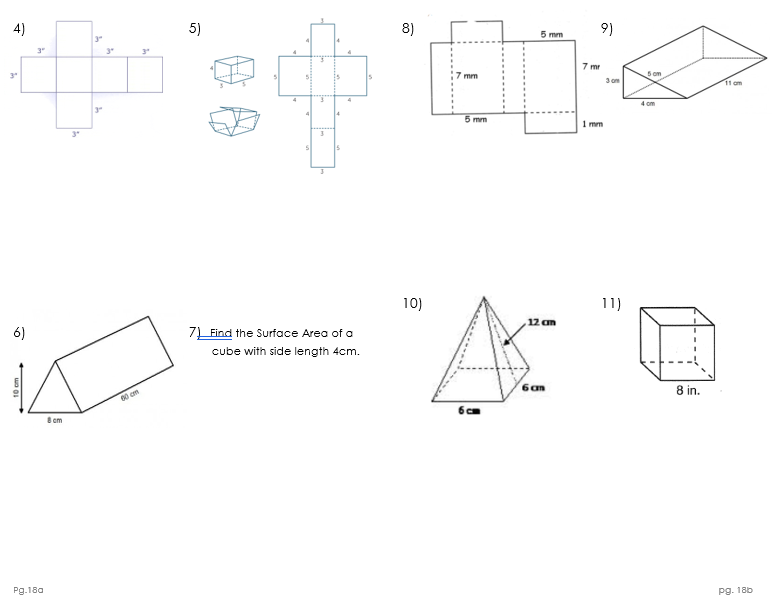 4)
3"
3"
3"
3"
3"
3"
3"
5)
4
3
5
3
4
4
4
4
3
5
5
5
5
4
3
4
4
4
3
5
5
3
8)
5 mm
7 mr
7 mm
5 mm
1 mm
9)
3 cm
5 cm
4 cm
11 cm
6)
10 cm
8 cm
60 cm
7) Find the Surface Area of a
cube with side length 4cm.
10)
12 cm
6 cm
6 cm
11)
8 in.
Pg.18a
pg. 18b